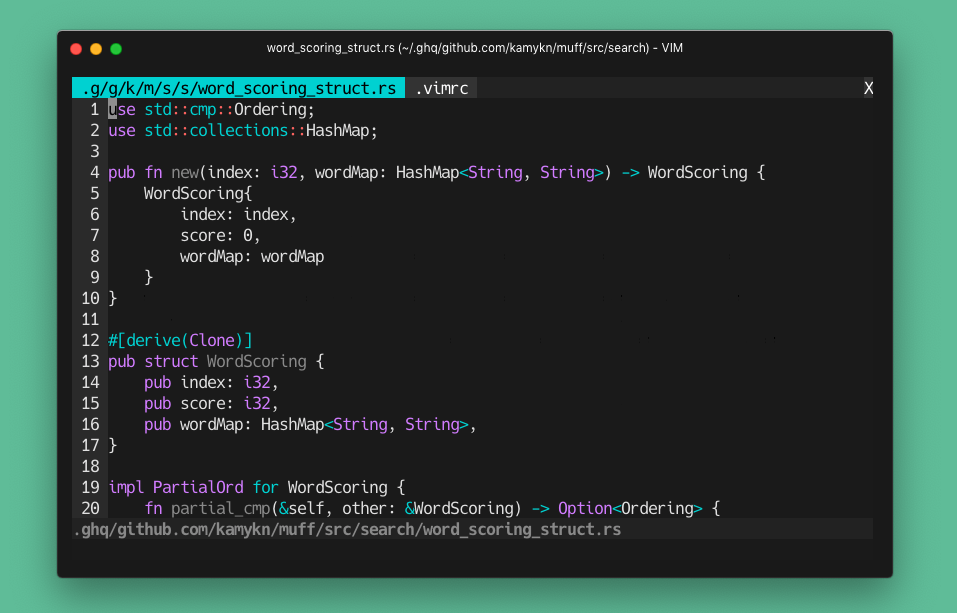 word_scoring_struct.rs (~/.ghq/github.com/kamykn/muff/src/search) - VIM
.g/g/k/m/s/s/word_scoring_struct.rs .vimrc X
1 use std::cmp::Ordering;
2 use std::collections::HashMap;
3
4 pub fn new(index: i32, wordMap: HashMap<String, String>) -> WordScoring {
5     WordScoring{
6         index: index,
7         score: 0,
8         wordMap: wordMap
9     }
10 }
11
12 #[derive(Clone)]
13 pub struct WordScoring {
14     pub index: i32,
15     pub score: i32,
16     pub wordMap: HashMap<String, String>,
17 }
18
19 impl PartialOrd for WordScoring {
20     fn partial_cmp(&self, other: &WordScoring) -> Option<Ordering> {
.ghq/github.com/kamykn/muff/src/search/word_scoring_struct.rs